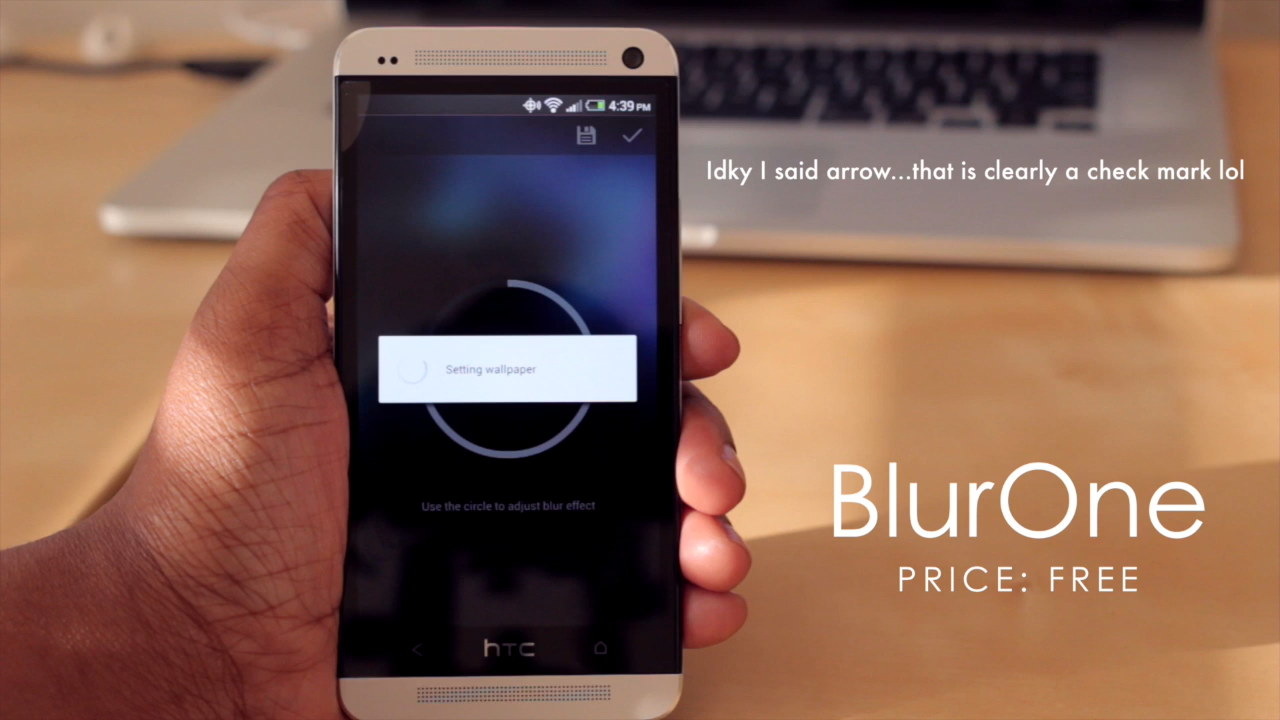 4:39 PM
Idky I said arrow...that is clearly a check mark lol
Setting wallpaper
Use the circle to adjust blur effect
BlurOne
PRICE: FREE
hTC